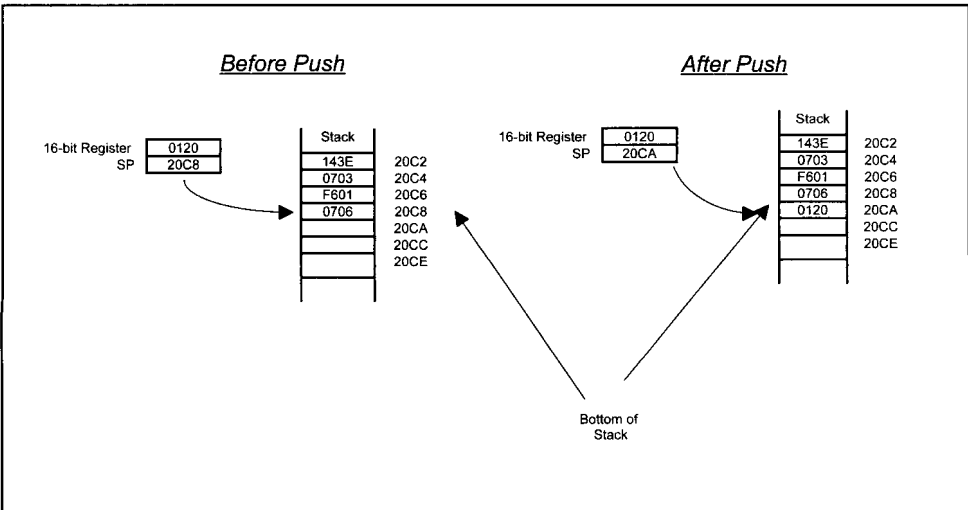 Before Push
After Push
16-bit Register 0120
SP 20C8
Stack
143E 20C2
0703 20C4
F601 20C6
0706 20C8
20CA
20CC
20CE
16-bit Register 0120
SP 20CA
Stack
143E 20C2
0703 20C4
F601 20C6
0706 20C8
0120 20CA
20CC
20CE
Bottom of
Stack